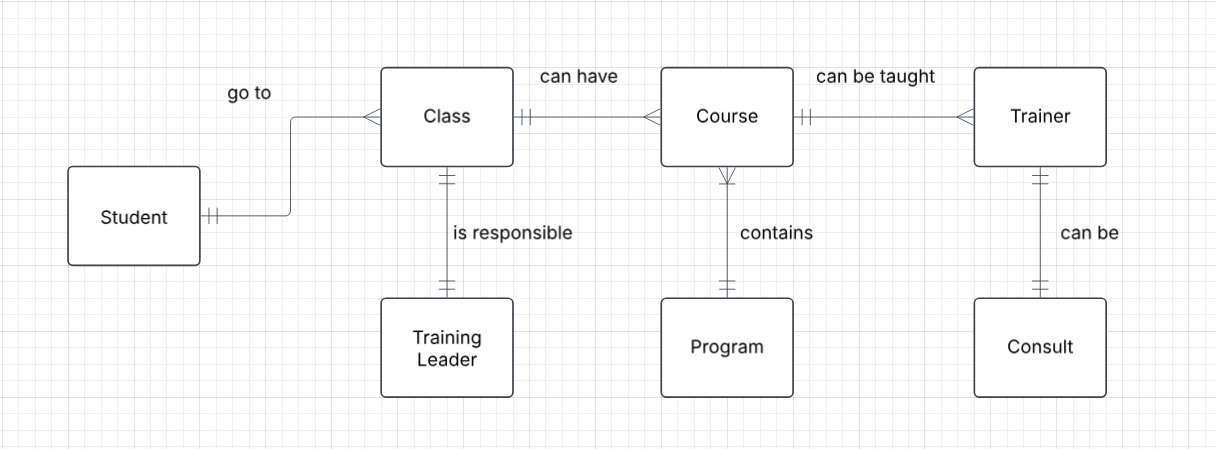 can have
can be taught
go to
Class
Course
Trainer
Student
is responsible
contains
can be
Training
Leader
Program
Consult